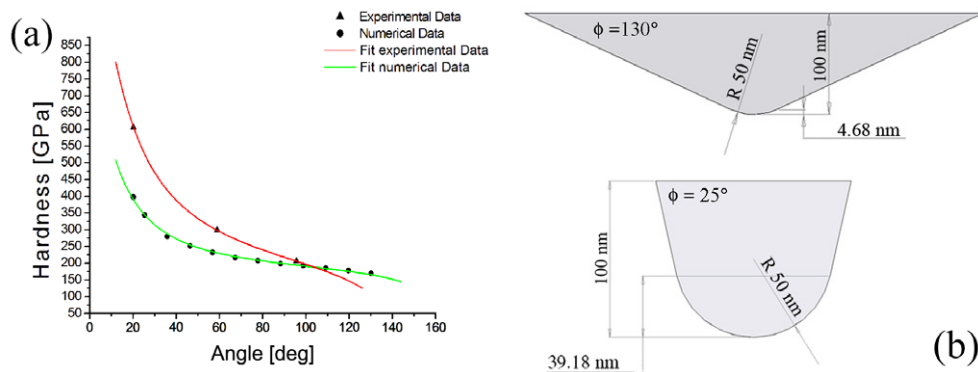 (a)
Experimental Data
Numerical Data
Fit experimental Data
Fit numerical Data
Hardness [GPa]
850
800
750
700
650
600
550
500
450
400
350
300
250
200
150
100
50
0 20 40 60 80 100 120 140 160
Angle [deg]
ϕ =130°
R 50 nm
100 nm
4.68 nm
ϕ = 25°
100 nm
R 50 nm
39.18 nm
(b)